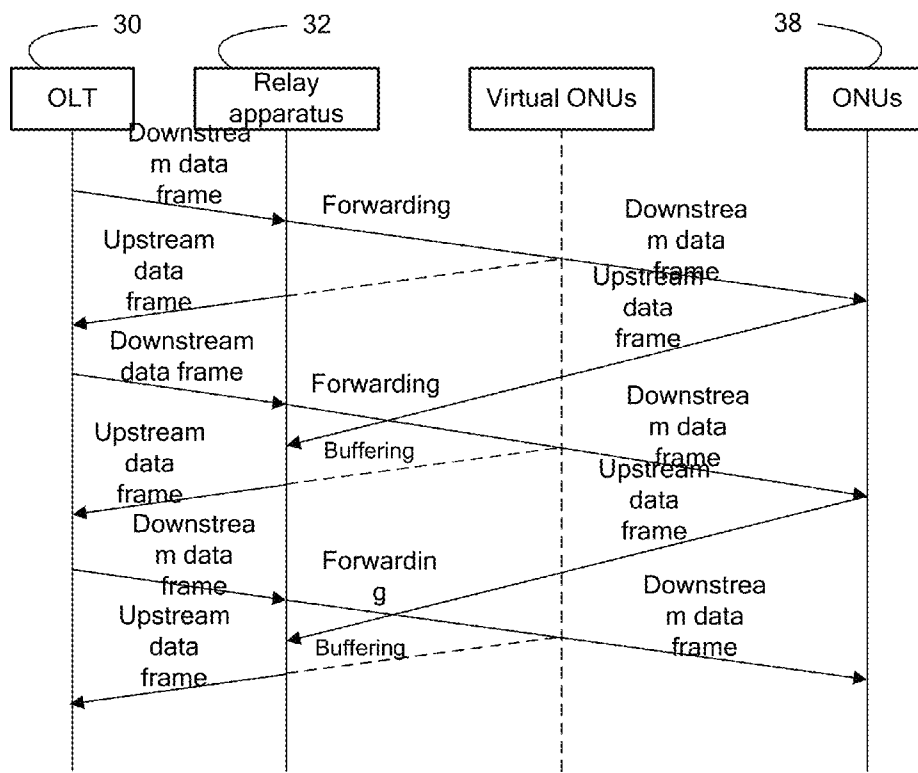 30
32
38
OLT
Relay
apparatus
Virtual ONUs
ONUs
Downstrea
m data
frame
Forwarding
Downstrea
m data
frame
Upstream
data
frame
Upstream
data
frame
Downstream
data frame
Forwarding
Downstrea
m data
frame
Buffering
Upstream
data
frame
Upstream
data
frame
Downstrea
m data
frame
Forwardin
g
Downstrea
m data
frame
Buffering
Upstream
data
frame